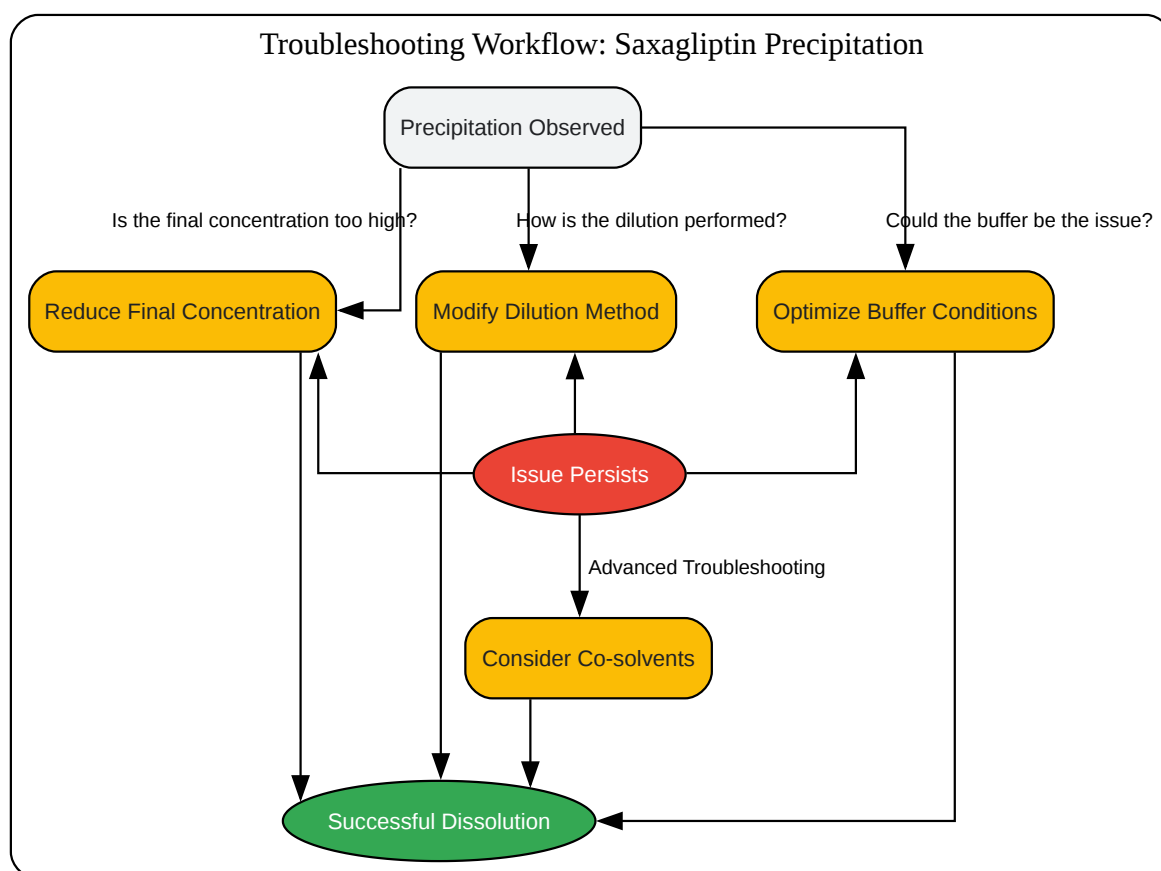 Troubleshooting Workflow: Saxagliptin Precipitation
Precipitation Observed
Is the final concentration too high?
How is the dilution performed?
Could the buffer be the issue?
Reduce Final Concentration
Modify Dilution Method
Optimize Buffer Conditions
Issue Persists
Advanced Troubleshooting
Consider Co-solvents
Successful Dissolution